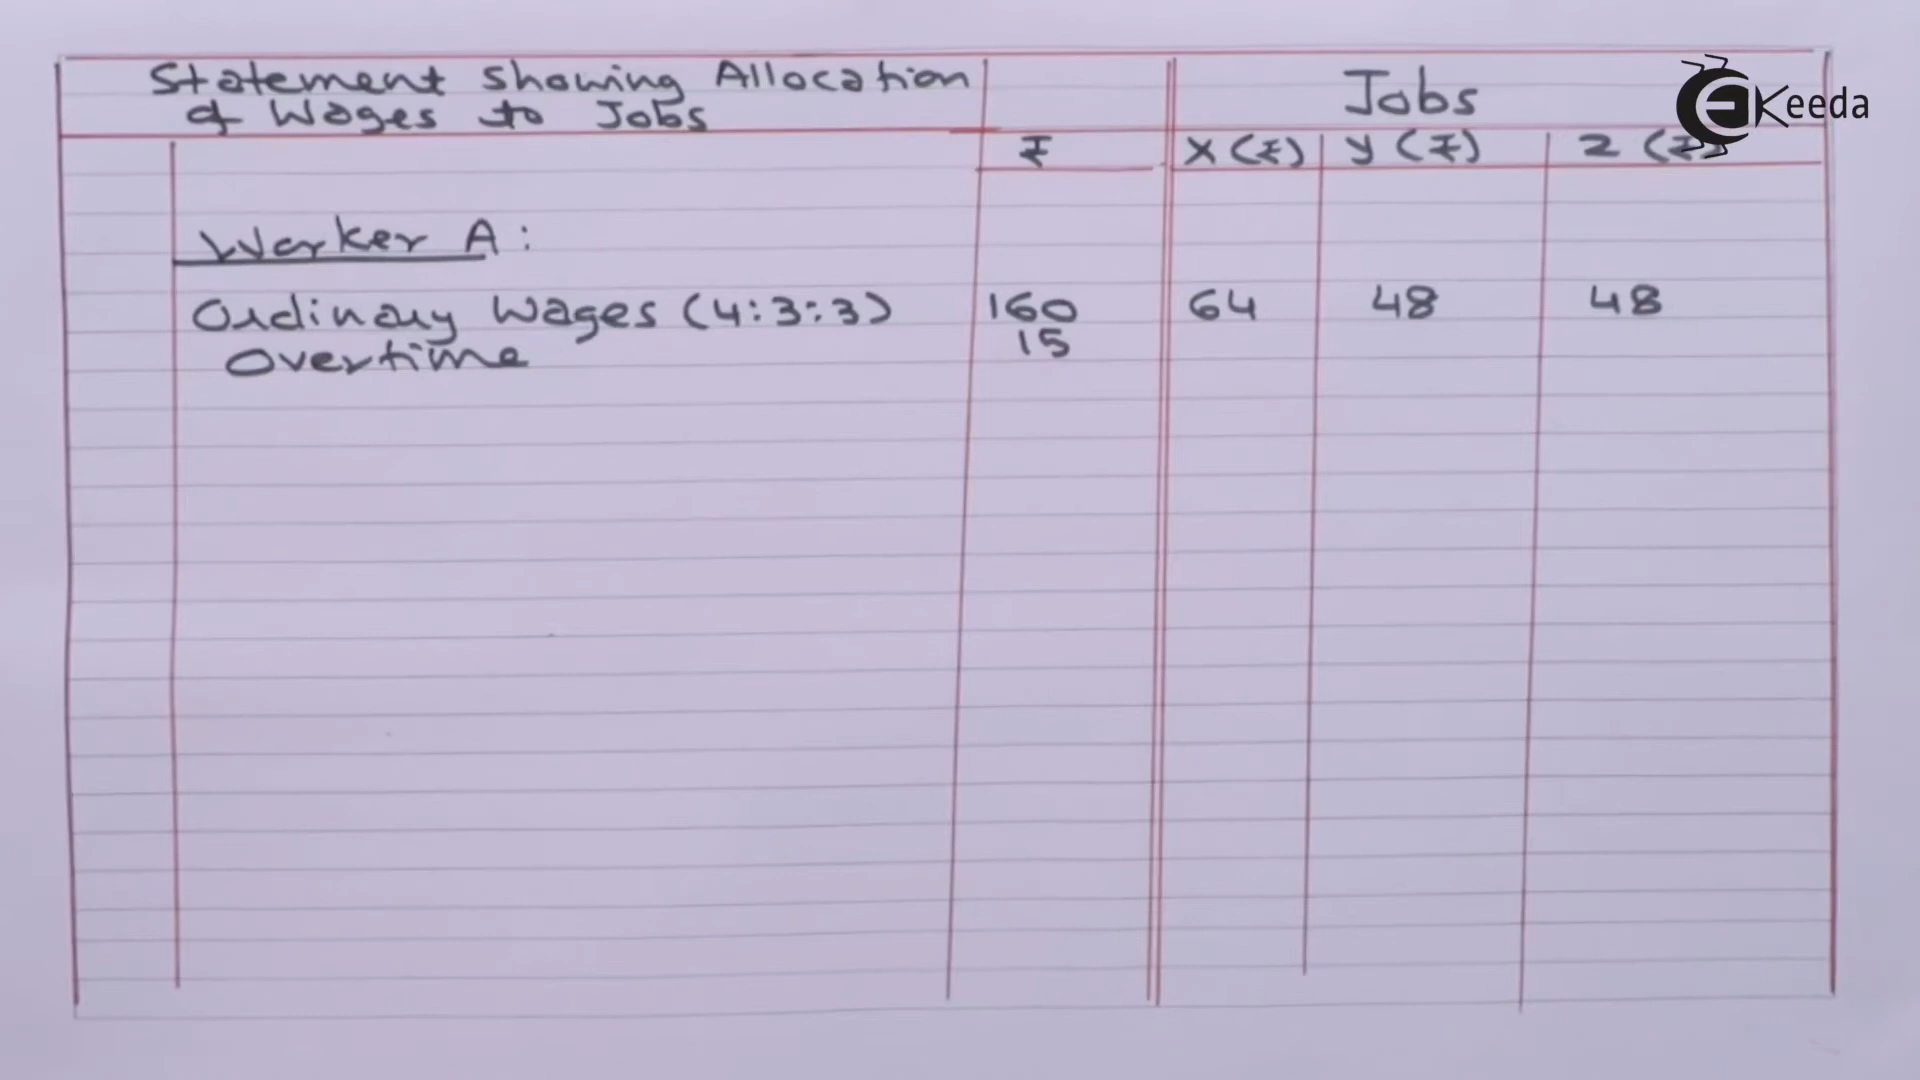 Statement showing Allocation
of Wages to Jobs
Jobs
Keeda
₹ X (₹) Y (₹) Z (₹)
Worker A:
Ordinary Wages (4:3:3) 160 64 48 48
Overtime 15